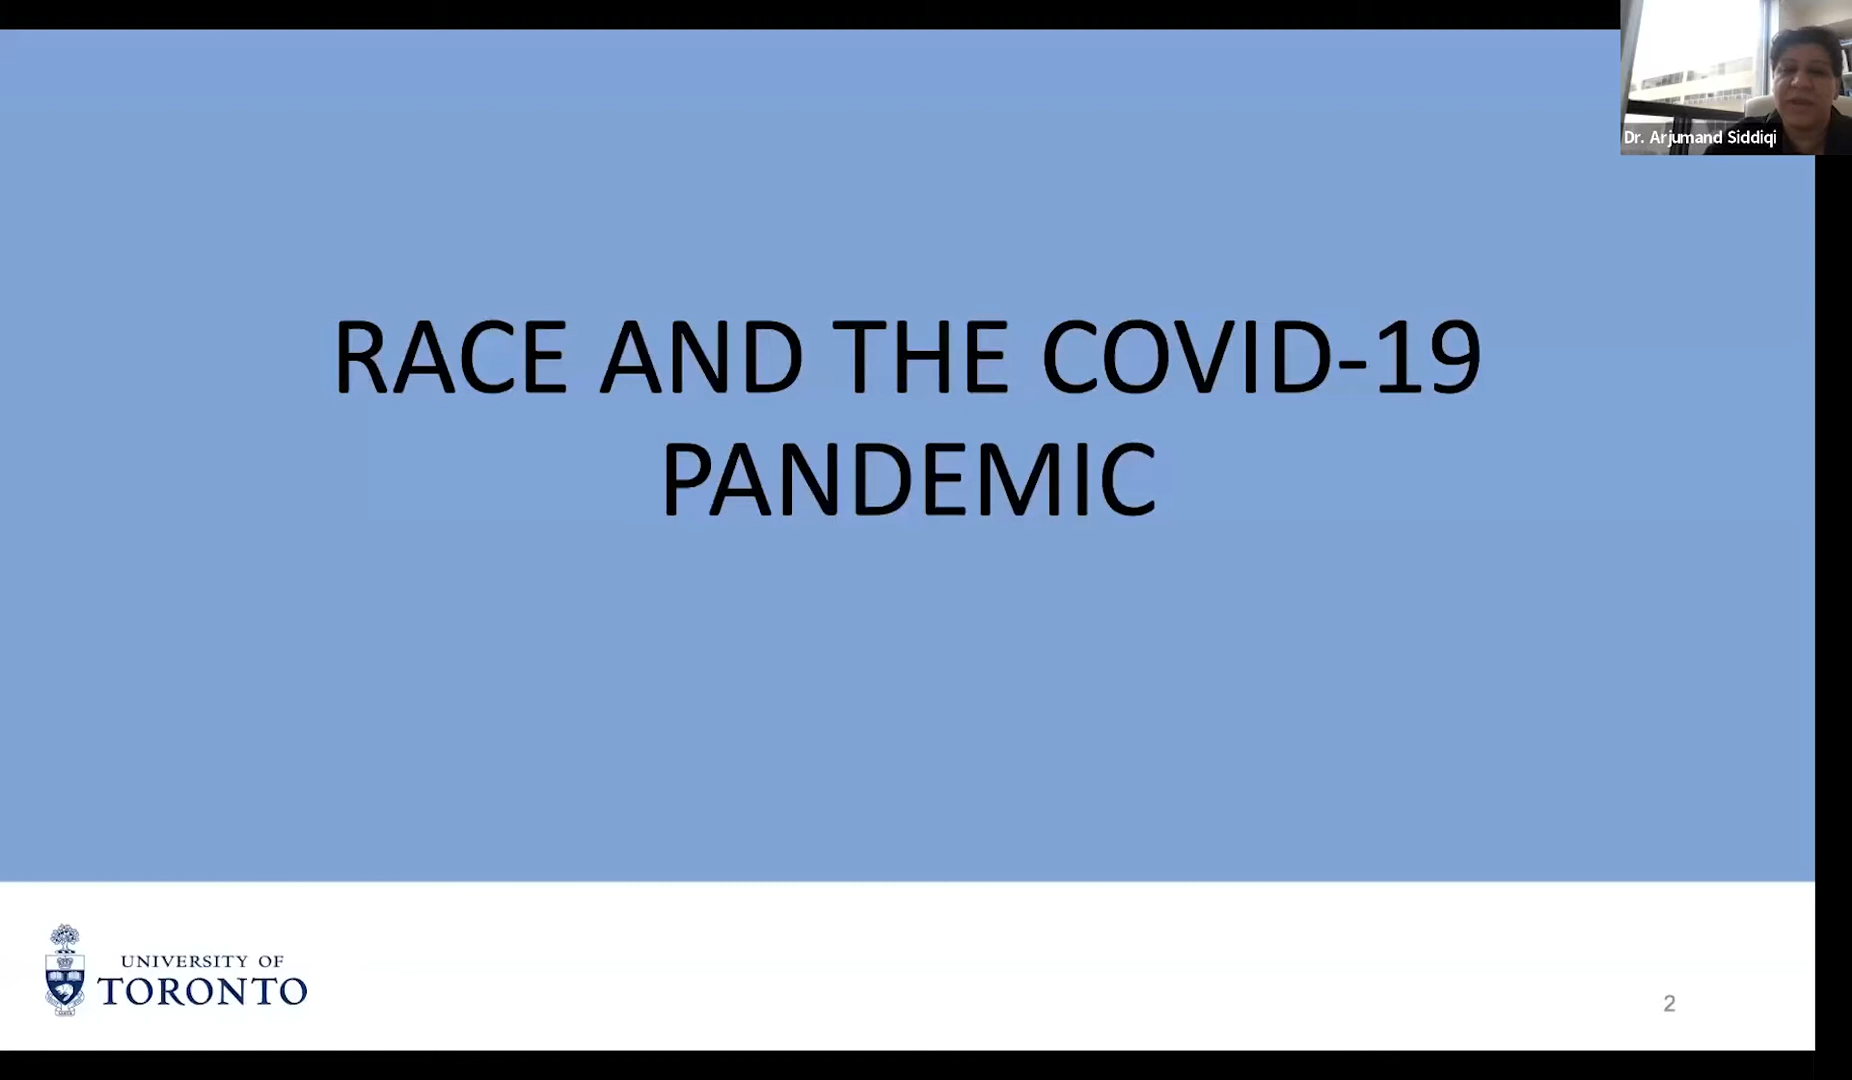 Dr. Arjumand Siddiqi
RACE AND THE COVID-19
PANDEMIC
UNIVERSITY OF
TORONTO
2